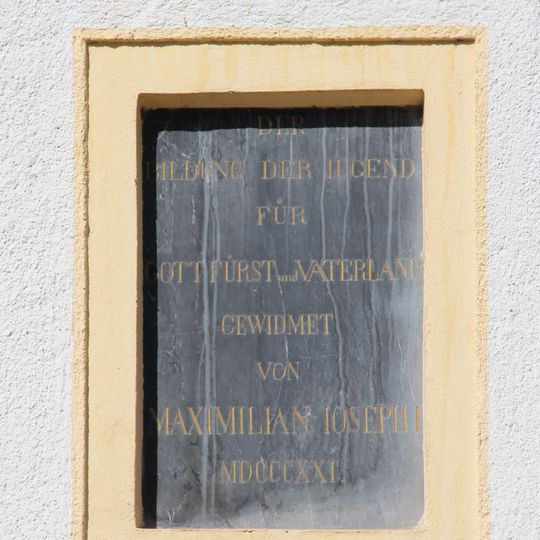 DER
BILDUNG DER IUGEND
FÜR
GOTT FÜRST und VATERLAND
GEWIDMET
VON
MAXIMILIAN IOSEPH I
MDCCCXXI.